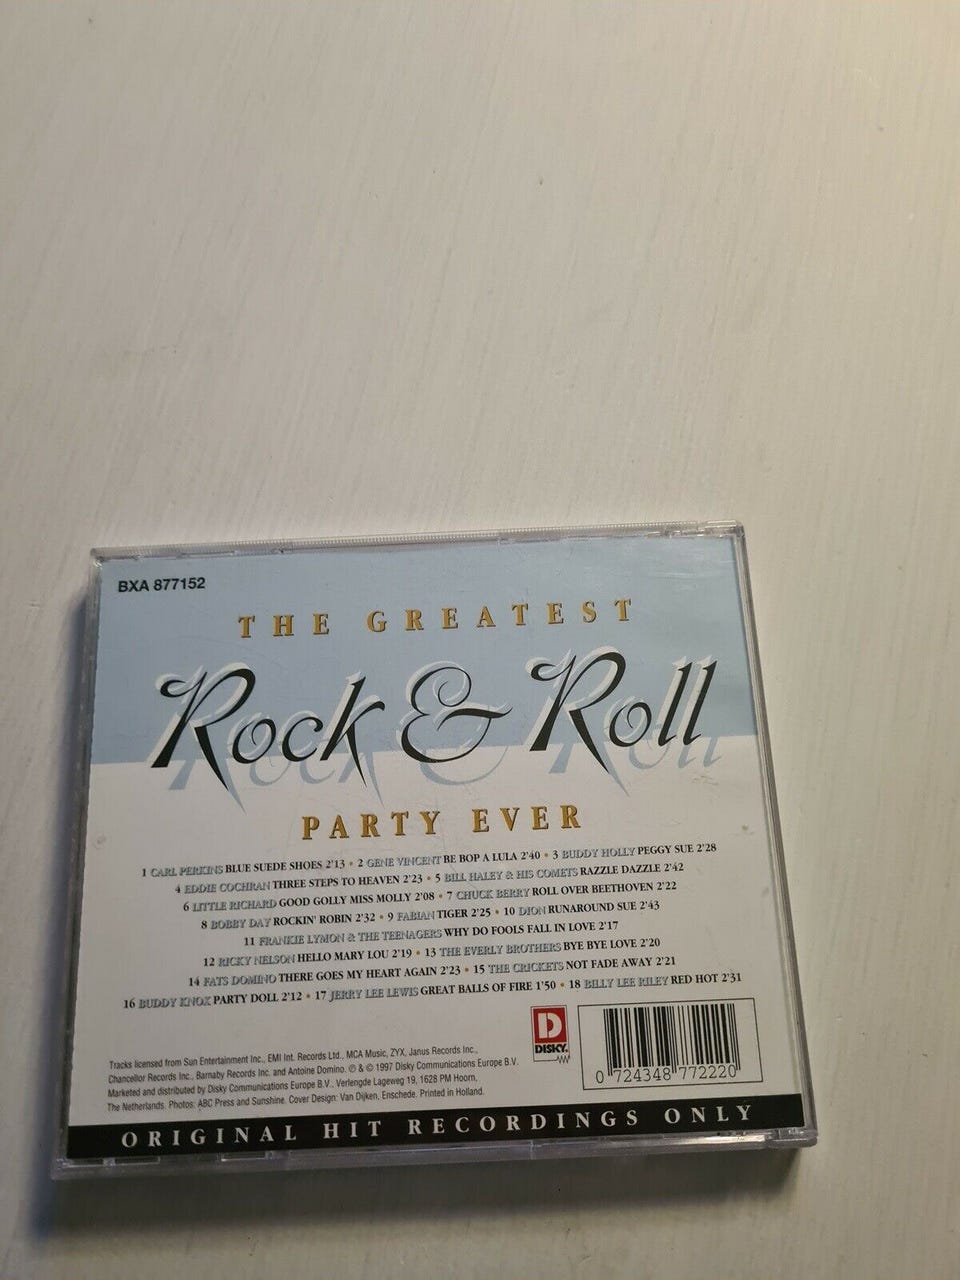 BXA 877152
THE GREATEST
Rock & Roll
PARTY EVER
1 CARL PERKINS BLUE SUEDE SHOES 2'13 • 2 GENE VINCENT BE BOP A LULA 2'40 • 3 BUDDY HOLLY PEGGY SUE 2'28
4 EDDIE COCHRAN THREE STEPS TO HEAVEN 2'23 • 5 BILL HALEY & HIS COMETS RAZZLE DAZZLE 2'42
6 LITTLE RICHARD GOOD GOLLY MISS MOLLY 2'08 • 7 CHUCK BERRY ROLL OVER BEETHOVEN 2'22
8 BOBBY DAY ROCKIN' ROBIN 2'32 • 9 FABIAN TIGER 2'25 • 10 DION RUNAROUND SUE 2'43
11 FRANKIE LYMON & THE TEENAGERS WHY DO FOOLS FALL IN LOVE 2'17
12 RICKY NELSON HELLO MARY LOU 2'19 • 13 THE EVERLY BROTHERS BYE BYE LOVE 2'20
14 FATS DOMINO THERE GOES MY HEART AGAIN 2'23 • 15 THE CRICKETS NOT FADE AWAY 2'21
16 BUDDY KNOX PARTY DOLL 2'12 • 17 JERRY LEE LEWIS GREAT BALLS OF FIRE 1'50 • 18 BILLY LEE RILEY RED HOT 2'31
Tracks licensed from Sun Entertainment Inc., EMI Int. Records Ltd., MCA Music, ZYX, Janus Records Inc.,
Chancellor Records Inc., Barnaby Records Inc. and Antoine Domino. ℗ & © 1997 Disky Communications Europe B.V.
Marketed and distributed by Disky Communications Europe B.V., Verlengde Lageweg 19, 1628 PM Hoorn,
The Netherlands. Photos: ABC Press and Sunshine. Cover Design: Van Dijken, Enschede. Printed in Holland.
D
DISKY.
0 724348 772220
ORIGINAL HIT RECORDINGS ONLY